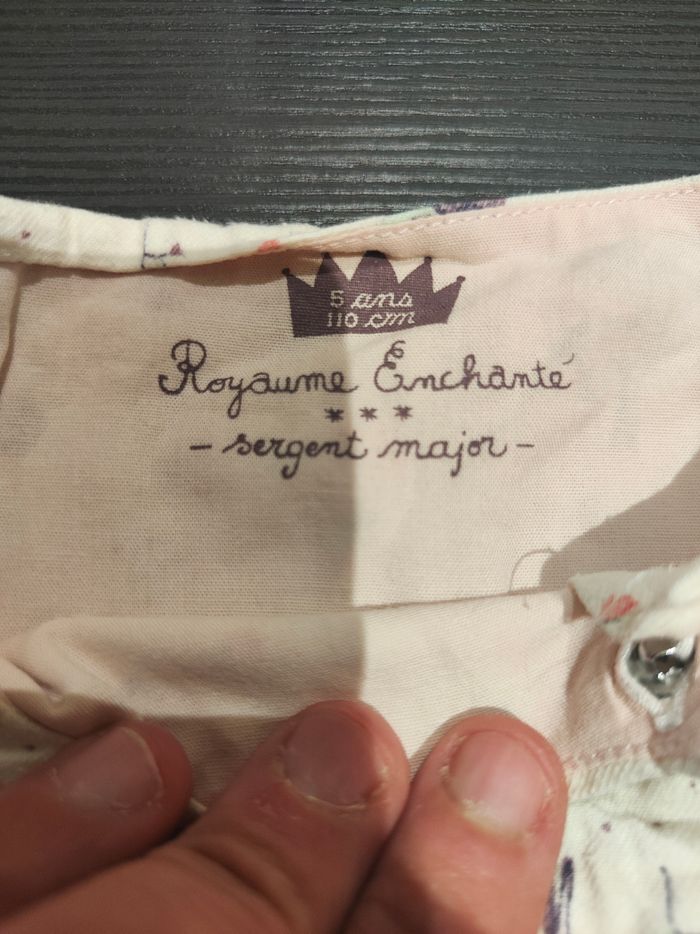 5 ans
110 cm
Royaume Enchanté
***
- sergent major -